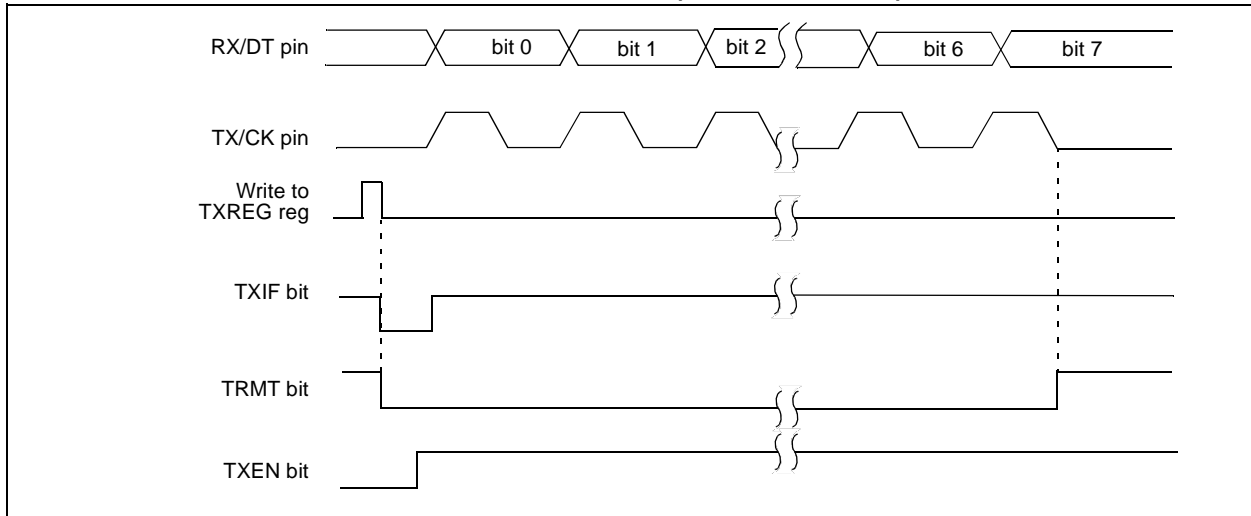 RX/DT pin
bit 0
bit 1
bit 2
bit 6
bit 7
TX/CK pin
Write to
TXREG reg
TXIF bit
TRMT bit
TXEN bit